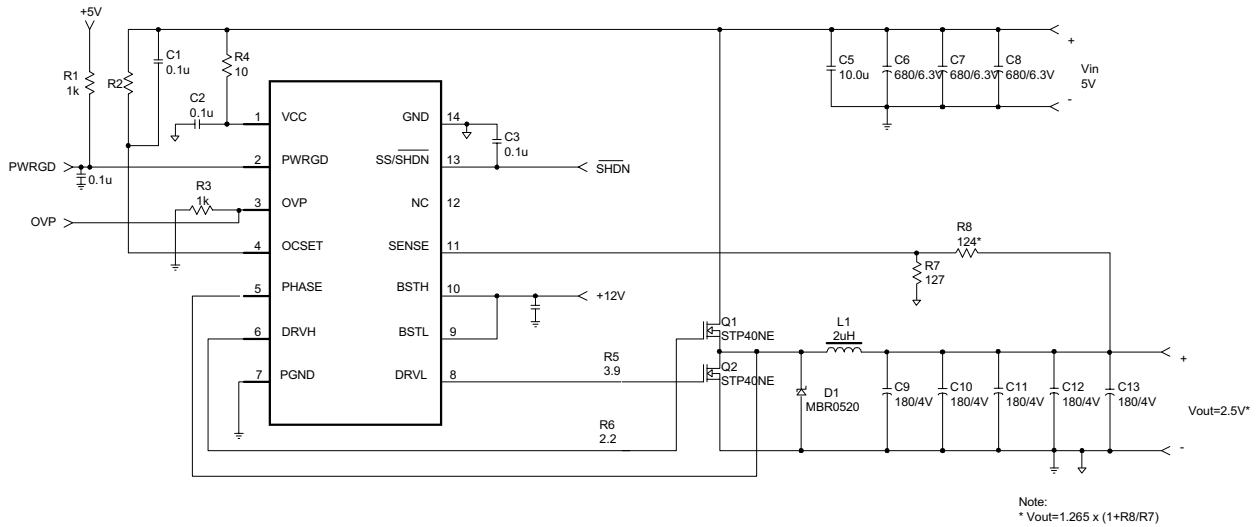 +5V
R1
1k
R2
C1
0.1u
R4
10
C2
0.1u
C5
10.0u
C6
680/6.3V
C7
680/6.3V
C8
680/6.3V
+
Vin
5V
-
1
VCC
GND
14
C3
0.1u
PWRGD
0.1u
2
PWRGD
SS/SHDN
13
SHDN
R3
1k
3
OVP
NC
12
OVP
4
OCSET
SENSE
11
R8
124*
R7
127
5
PHASE
BSTH
10
+12V
6
DRVH
BSTL
9
Q1
STP40NE
L1
2uH
+
7
PGND
DRVL
8
R5
3.9
Q2
STP40NE
D1
MBR0520
C9
180/4V
C10
180/4V
C11
180/4V
C12
180/4V
C13
180/4V
Vout=2.5V*
R6
2.2
-
Note:
* Vout=1.265 x (1+R8/R7)